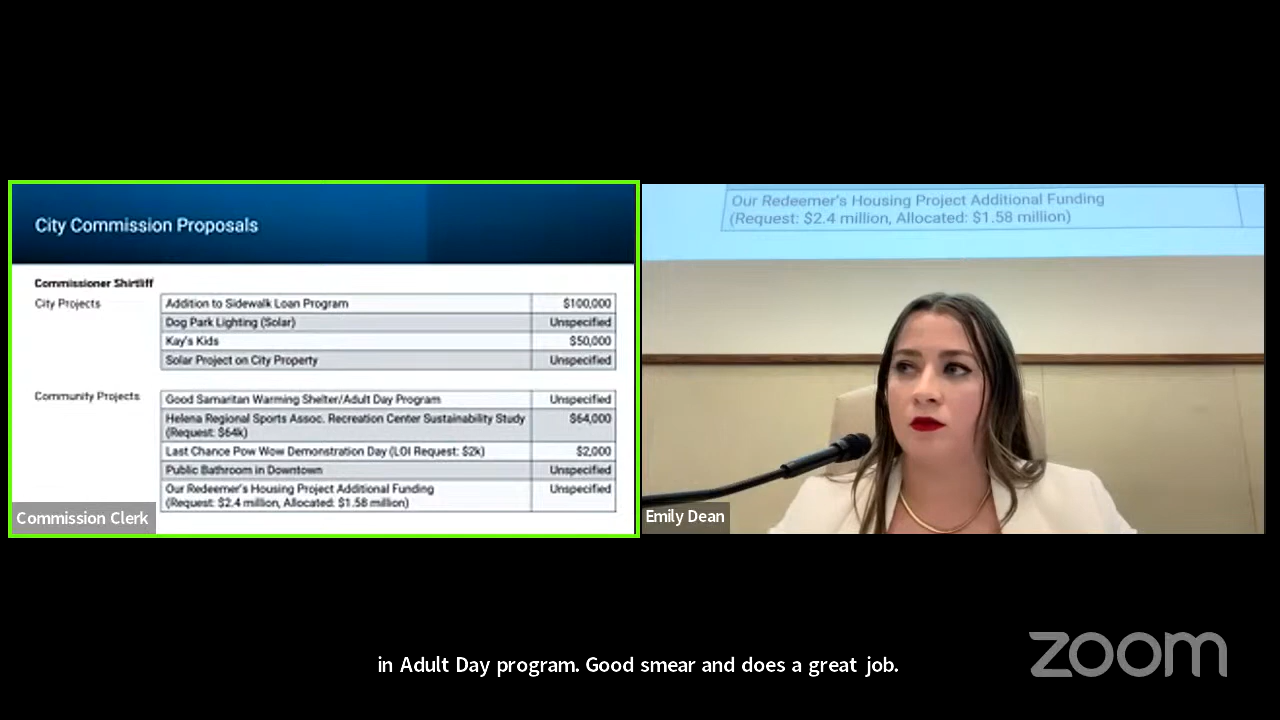 City Commission Proposals
Commissioner Shirtliff
City Projects
Addition to Sidewalk Loan Program $100,000
Dog Park Lighting (Solar) Unspecified
Kay's Kids $50,000
Solar Project on City Property Unspecified
Community Projects
Good Samaritan Warming Shelter/Adult Day Program Unspecified
Helena Regional Sports Assoc. Recreation Center Sustainability Study $64,000
(Request: $64k)
Last Chance Pow Wow Demonstration Day (LOI Request: $2k) $2,000
Public Bathroom in Downtown Unspecified
Our Redeemer's Housing Project Additional Funding Unspecified
(Request: $2.4 million, Allocated: $1.58 million)
Commission Clerk
Our Redeemer's Housing Project Additional Funding
(Request: $2.4 million, Allocated: $1.58 million)
Emily Dean
in Adult Day program. Good smear and does a great job.
zoom